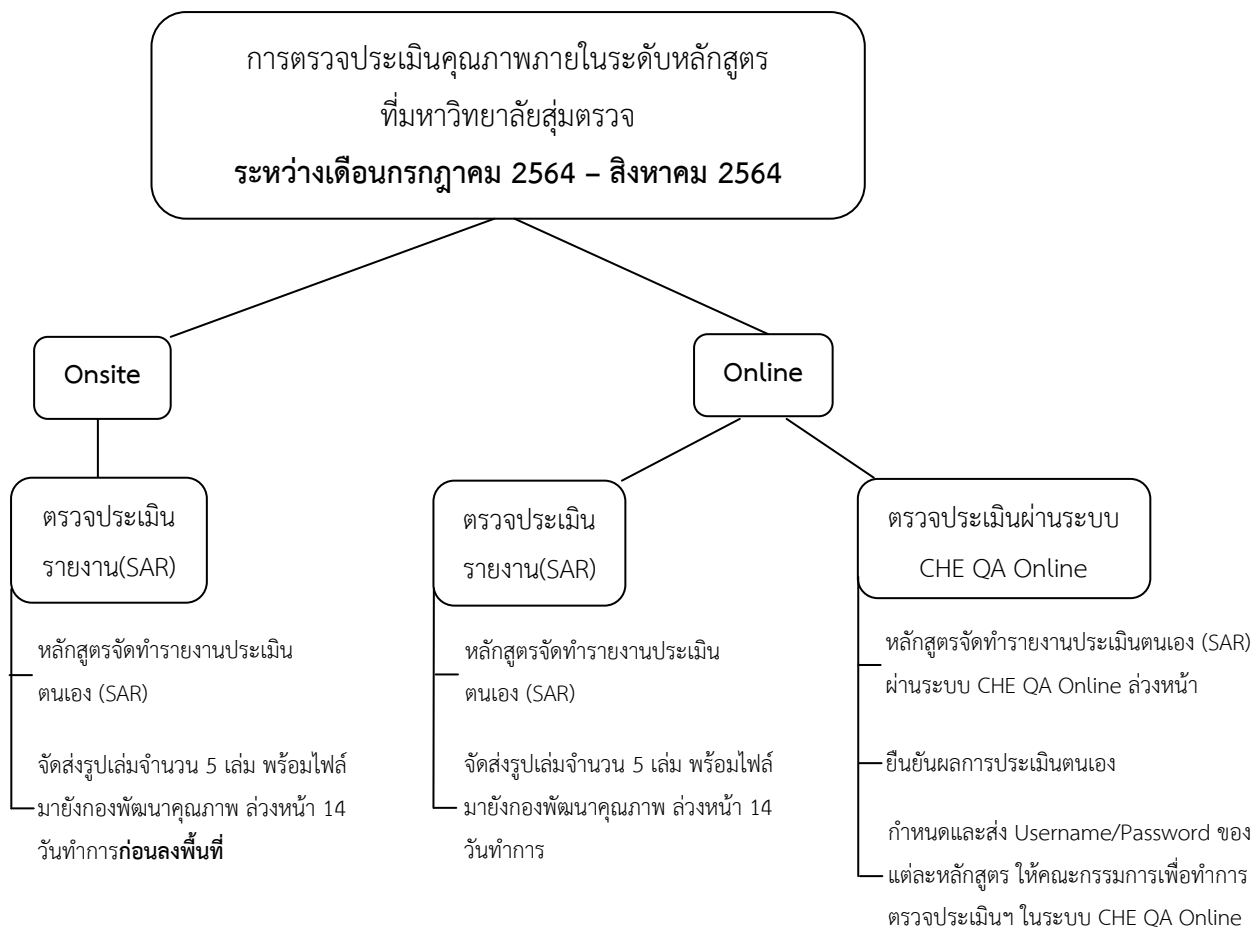 การตรวจประเมินคุณภาพภายในระดับหลักสูตร
ที่มหาวิทยาลัยสุ่มตรวจ
ระหว่างเดือนกรกฎาคม 2564 – สิงหาคม 2564
Onsite
Online
ตรวจประเมิน
รายงาน(SAR)
หลักสูตรจัดทำรายงานประเมิน
ตนเอง (SAR)
จัดส่งรูปเล่มจำนวน 5 เล่ม พร้อมไฟล์
มายังกองพัฒนาคุณภาพ ล่วงหน้า 14
วันทำการก่อนลงพื้นที่
ตรวจประเมิน
รายงาน(SAR)
หลักสูตรจัดทำรายงานประเมิน
ตนเอง (SAR)
จัดส่งรูปเล่มจำนวน 5 เล่ม พร้อมไฟล์
มายังกองพัฒนาคุณภาพ ล่วงหน้า 14
วันทำการ
ตรวจประเมินผ่านระบบ
CHE QA Online
หลักสูตรจัดทำรายงานประเมินตนเอง (SAR)
ผ่านระบบ CHE QA Online ล่วงหน้า
ยืนยันผลการประเมินตนเอง
กำหนดและส่ง Username/Password ของ
แต่ละหลักสูตร ให้คณะกรรมการเพื่อทำการ
ตรวจประเมินฯ ในระบบ CHE QA Online